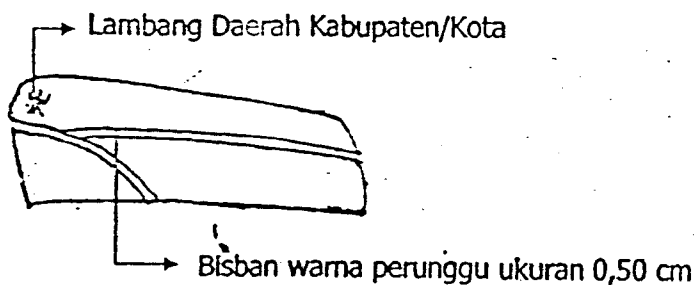 Lambang Daerah Kabupaten/Kota
Bisban warna perunggu ukuran 0,50 cm